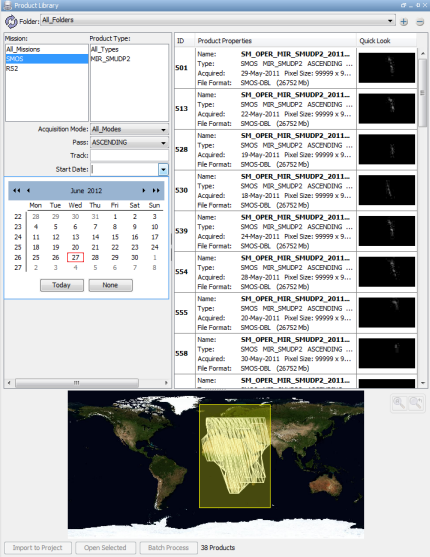 Product Library
Folder: All_Folders
Mission: Product Type:
All_Missions All_Types
SMOS MIR_SMUDP2
RS2
Acquisition Mode: All_Modes
Pass: ASCENDING
Track:
Start Date:
June 2012
Mon Tue Wed Thu Fri Sat Sun
22 28 29 30 31 1 2 3
23 4 5 6 7 8 9 10
24 11 12 13 14 15 16 17
25 18 19 20 21 22 23 24
26 25 26 27 28 29 30 1
27 2 3 4 5 6 7 8
Today None
ID Product Properties Quick Look
501
Name: SM_OPER_MIR_SMUDP2_2011...
Type: SMOS MIR_SMUDP2 ASCENDING ...
Acquired: 29-May-2011 Pixel Size: 99999 x 9...
File Format: SMOS-DBL (26752 Mb)
513
Name: SM_OPER_MIR_SMUDP2_2011...
Type: SMOS MIR_SMUDP2 ASCENDING ...
Acquired: 22-May-2011 Pixel Size: 99999 x 9...
File Format: SMOS-DBL (26752 Mb)
528
Name: SM_OPER_MIR_SMUDP2_2011...
Type: SMOS MIR_SMUDP2 ASCENDING ...
Acquired: 19-May-2011 Pixel Size: 99999 x 9...
File Format: SMOS-DBL (26752 Mb)
530
Name: SM_OPER_MIR_SMUDP2_2011...
Type: SMOS MIR_SMUDP2 ASCENDING ...
Acquired: 18-May-2011 Pixel Size: 99999 x 9...
File Format: SMOS-DBL (26752 Mb)
539
Name: SM_OPER_MIR_SMUDP2_2011...
Type: SMOS MIR_SMUDP2 ASCENDING ...
Acquired: 24-May-2011 Pixel Size: 99999 x 9...
File Format: SMOS-DBL (26752 Mb)
554
Name: SM_OPER_MIR_SMUDP2_2011...
Type: SMOS MIR_SMUDP2 ASCENDING ...
Acquired: 28-May-2011 Pixel Size: 99999 x 9...
File Format: SMOS-DBL (26752 Mb)
555
Name: SM_OPER_MIR_SMUDP2_2011...
Type: SMOS MIR_SMUDP2 ASCENDING ...
Acquired: 20-May-2011 Pixel Size: 99999 x 9...
File Format: SMOS-DBL (26752 Mb)
558
Name: SM_OPER_MIR_SMUDP2_2011...
Type: SMOS MIR_SMUDP2 ASCENDING ...
Acquired: 30-May-2011 Pixel Size: 99999 x 9...
File Format: SMOS-DBL (26752 Mb)
Name: SM_OPER_MIR_SMUDP2_2011...
Import to Project Open Selected Batch Process 38 Products